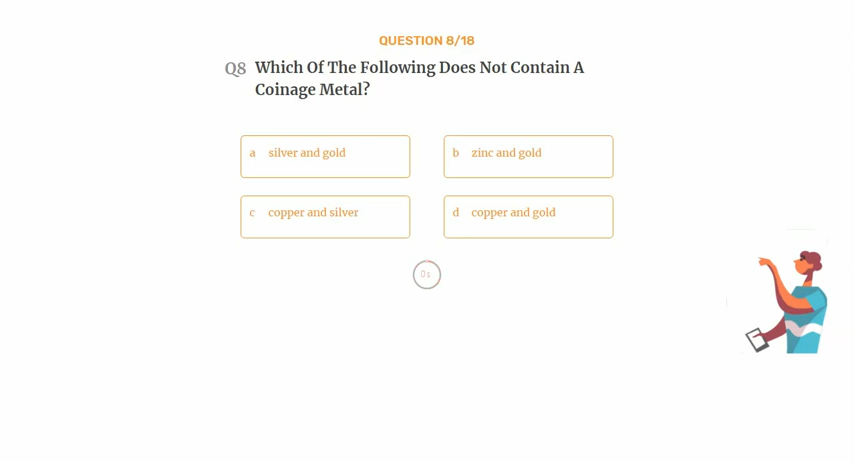 QUESTION 8/18
Q8 Which Of The Following Does Not Contain A
Coinage Metal?
a silver and gold
b zinc and gold
c copper and silver
d copper and gold
0 s